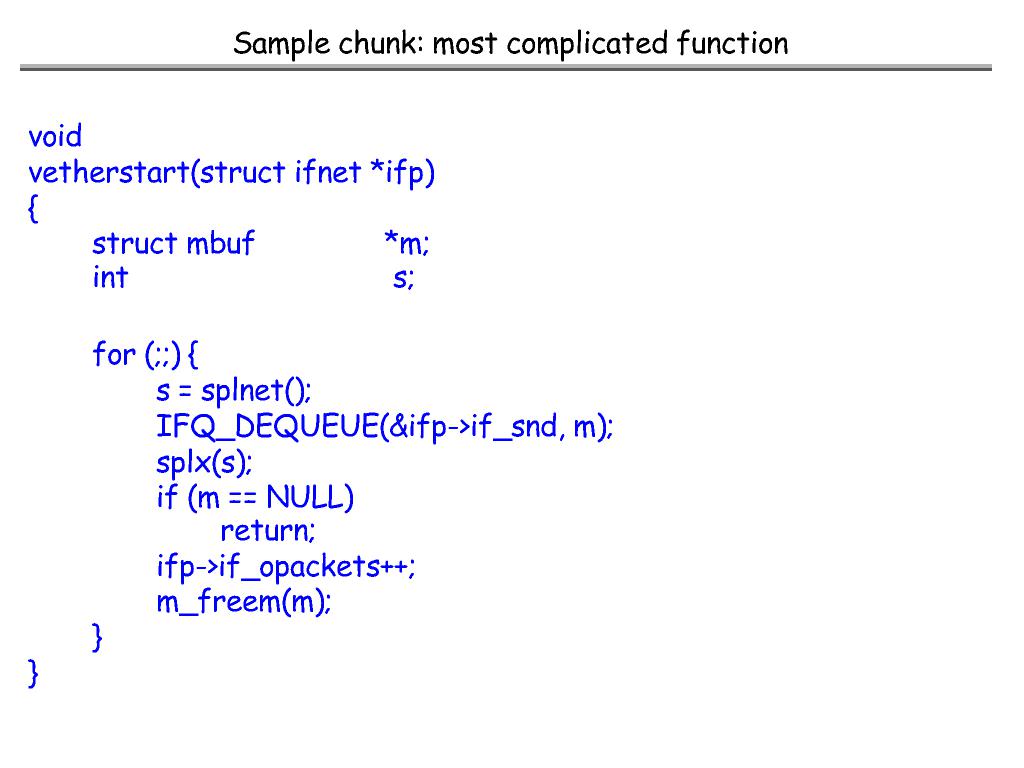 Sample chunk: most complicated function
void
vetherstart(struct ifnet *ifp)
{
struct mbuf *m;
int s;
for (;;) {
s = splnet();
IFQ_DEQUEUE(&ifp->if_snd, m);
splx(s);
if (m == NULL)
return;
ifp->if_opackets++;
m_freem(m);
}
}